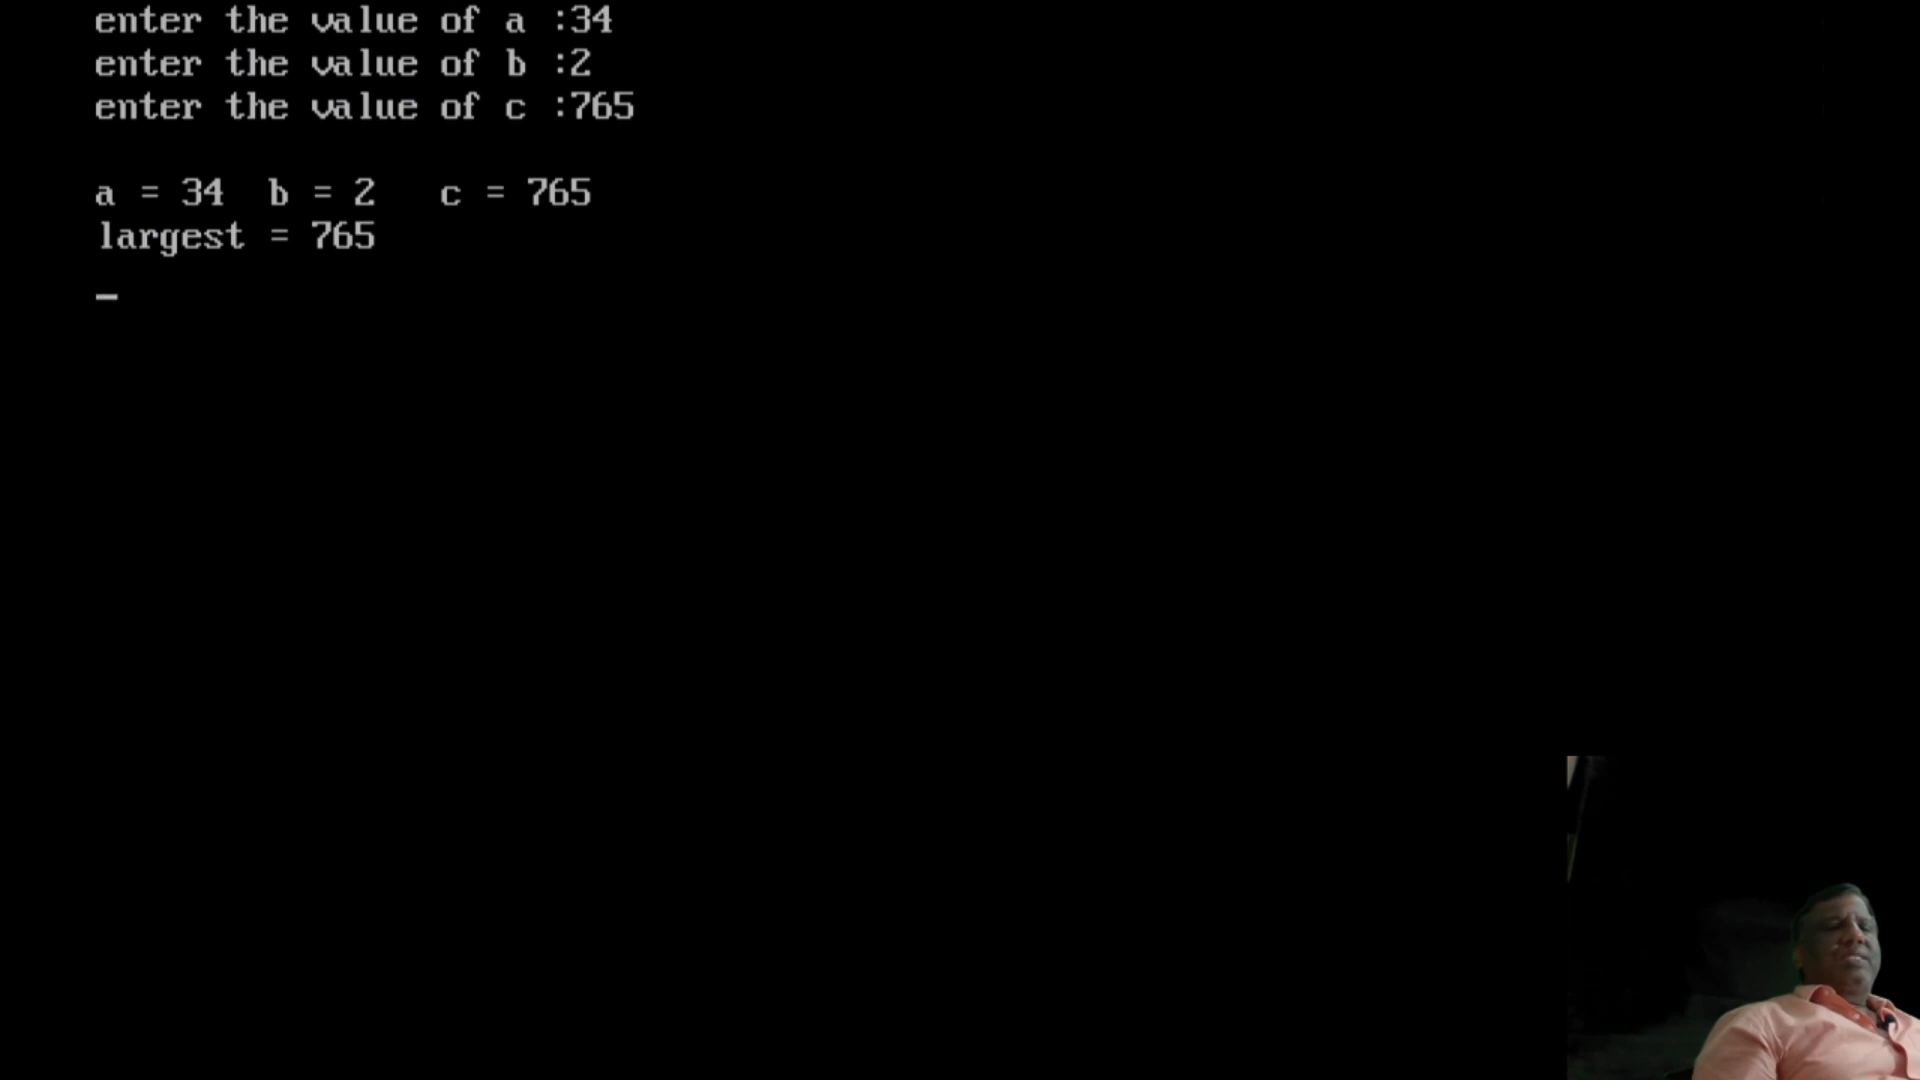 enter the value of a :34
enter the value of b :2
enter the value of c :765
a = 34  b = 2   c = 765
largest = 765